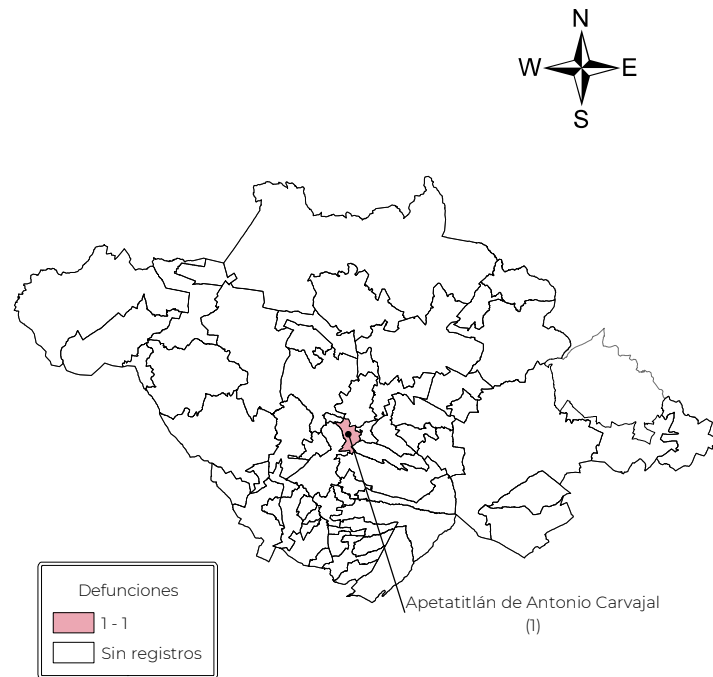 N
W E
S
Defunciones
1 - 1
Sin registros
Apetatitlán de Antonio Carvajal
(1)